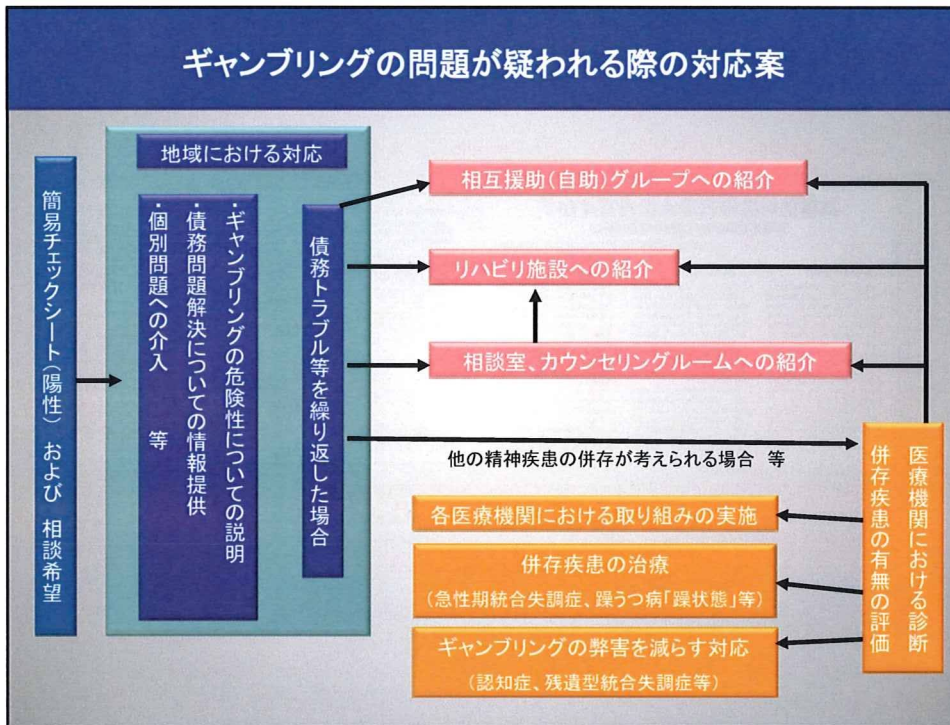 ギャンブリングの問題が疑われる際の対応案
簡易チェックシート(陽性) および 相談希望
地域における対応
・ギャンブリングの危険性についての説明
・債務問題解決についての情報提供
・個別問題への介入 等
債務トラブル等を繰り返した場合
相互援助(自助)グループへの紹介
リハビリ施設への紹介
相談室、カウンセリングルームへの紹介
他の精神疾患の併存が考えられる場合 等
医療機関における診断
併存疾患の有無の評価
各医療機関における取り組みの実施
併存疾患の治療
(急性期統合失調症、躁うつ病「躁状態」等)
ギャンブリングの弊害を減らす対応
(認知症、残遺型統合失調症等)